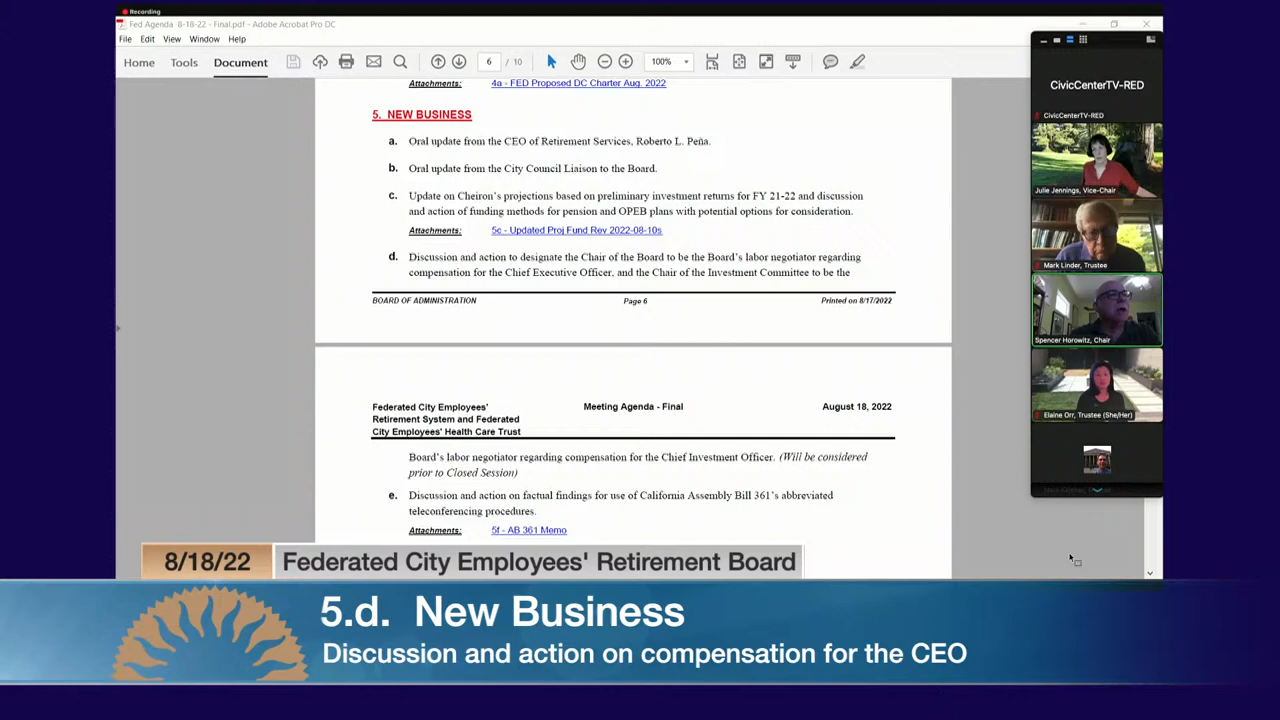 Recording
Fed Agenda 8-18-22 - Final.pdf - Adobe Acrobat Pro DC
File Edit View Window Help
Home Tools Document 6 / 10 100%
Attachments: 4a - FED Proposed DC Charter Aug. 2022
5. NEW BUSINESS
a. Oral update from the CEO of Retirement Services, Roberto L. Peña.
b. Oral update from the City Council Liaison to the Board.
c. Update on Cheiron's projections based on preliminary investment returns for FY 21-22 and discussion
and action of funding methods for pension and OPEB plans with potential options for consideration.
Attachments: 5c - Updated Proj Fund Rev 2022-08-10s
d. Discussion and action to designate the Chair of the Board to be the Board's labor negotiator regarding
compensation for the Chief Executive Officer, and the Chair of the Investment Committee to be the
BOARD OF ADMINISTRATION Page 6 Printed on 8/17/2022
Federated City Employees' Meeting Agenda - Final August 18, 2022
Retirement System and Federated
City Employees' Health Care Trust
Board's labor negotiator regarding compensation for the Chief Investment Officer. (Will be considered
prior to Closed Session)
e. Discussion and action on factual findings for use of California Assembly Bill 361's abbreviated
teleconferencing procedures.
Attachments: 5f - AB 361 Memo
CivicCenterTV-RED
CivicCenterTV-RED
Julie Jennings, Vice-Chair
Mark Linder, Trustee
Spencer Horowitz, Chair
Elaine Orr, Trustee (She/Her)
8/18/22 Federated City Employees' Retirement Board
5.d. New Business
Discussion and action on compensation for the CEO